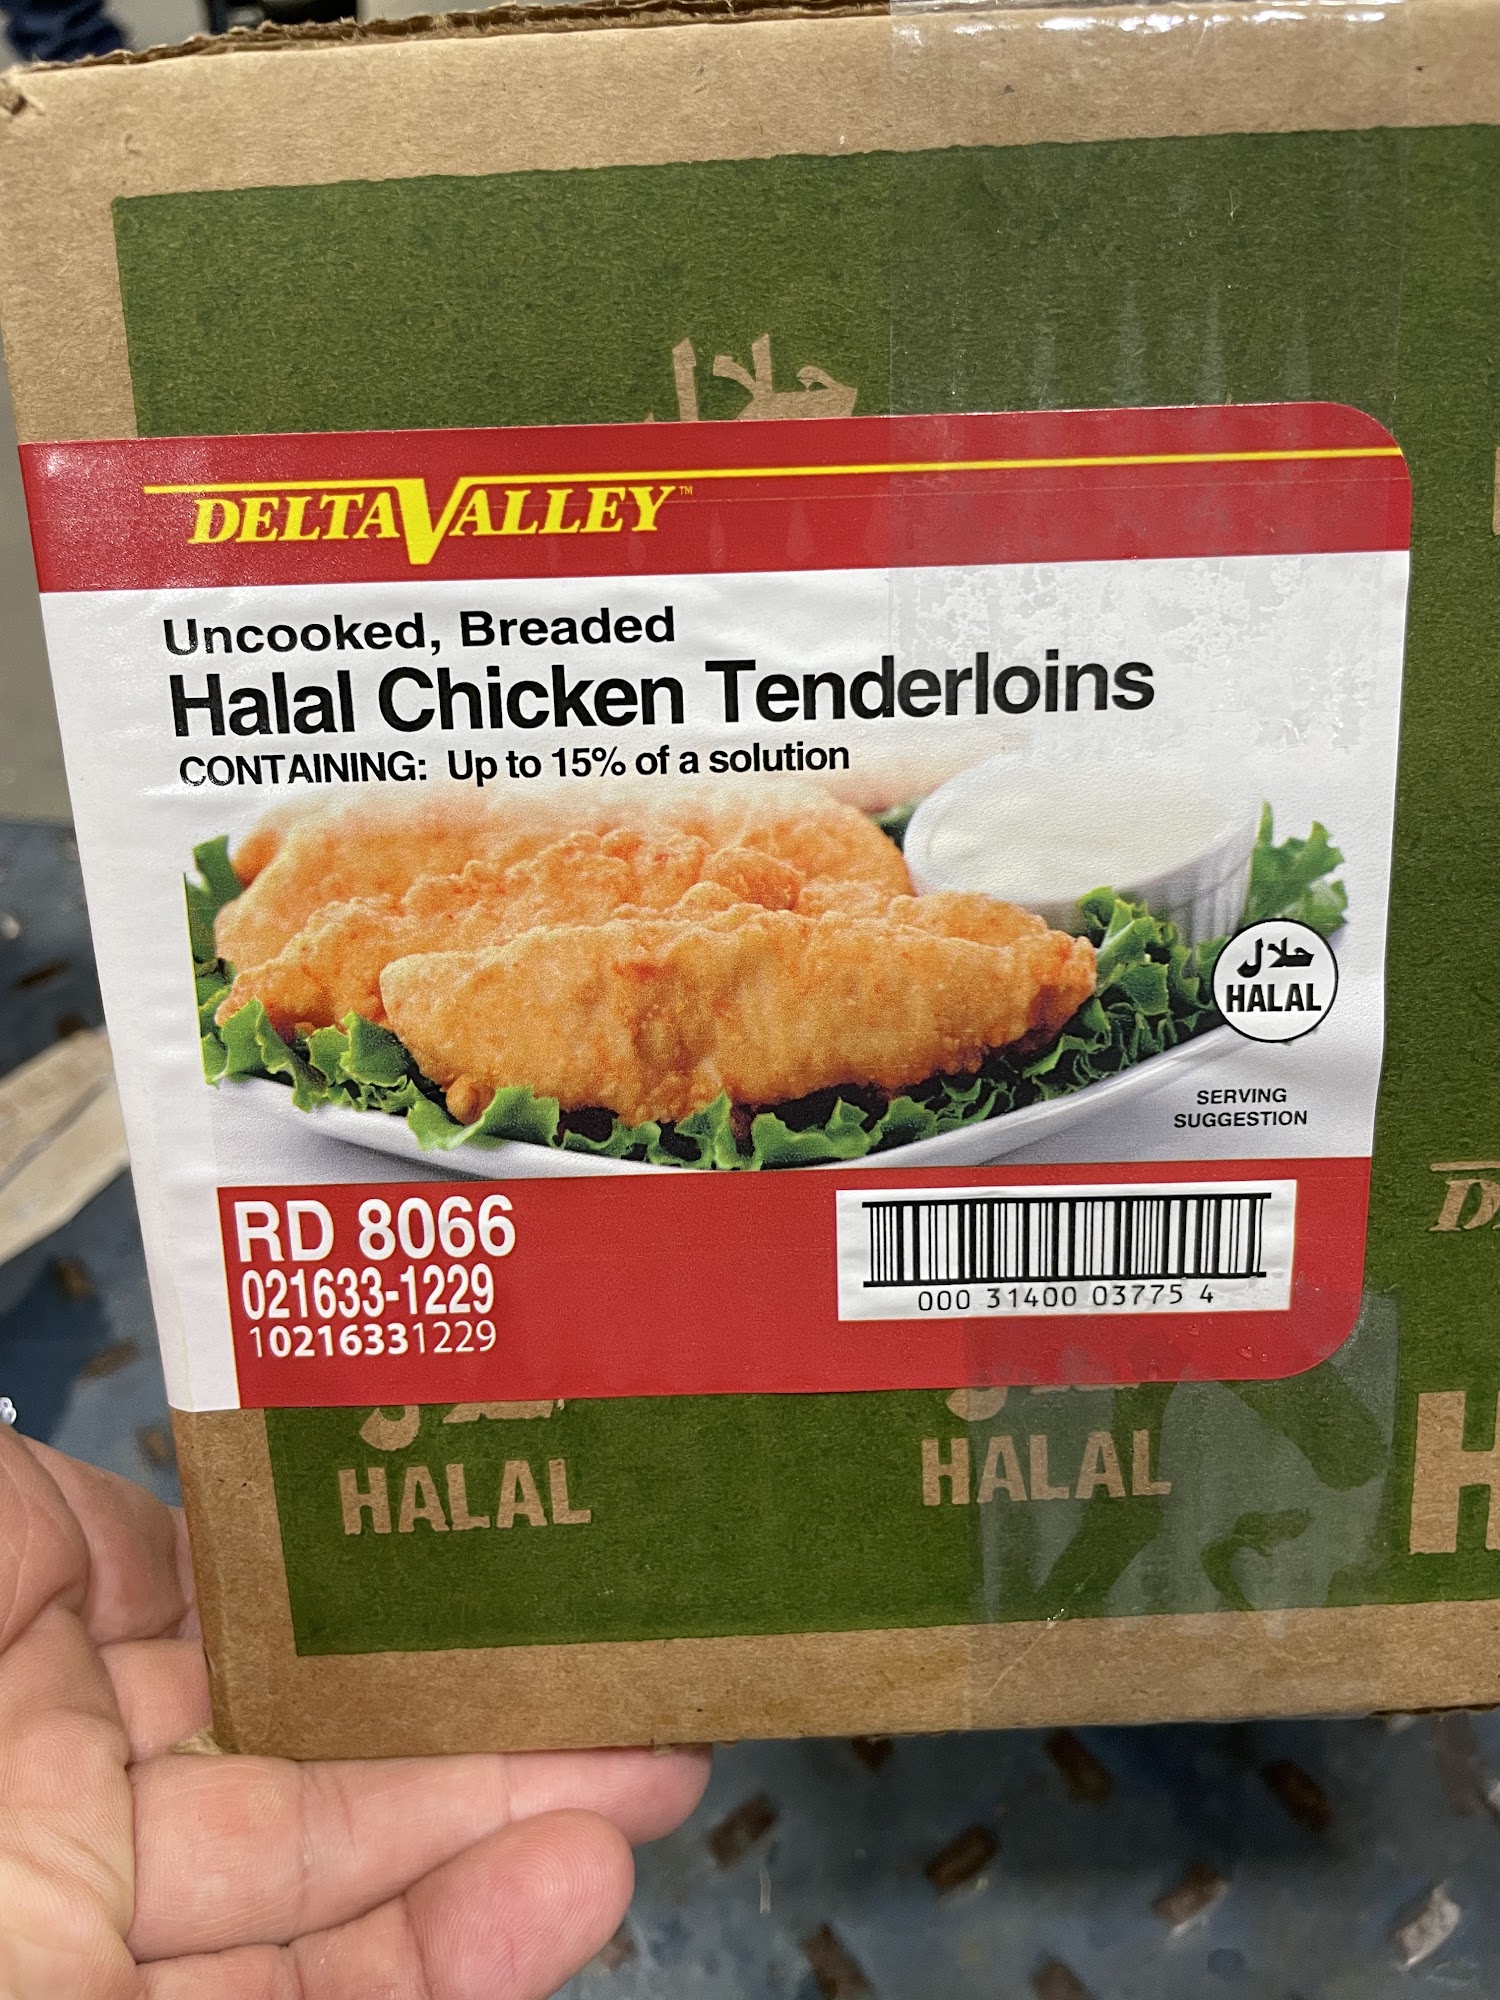 حلال
DELTAVALLEY™
Uncooked, Breaded
Halal Chicken Tenderloins
CONTAINING: Up to 15% of a solution
حلال
HALAL
SERVING
SUGGESTION
RD 8066
021633-1229
10216331229
000 31400 03775 4
HALAL
HALAL